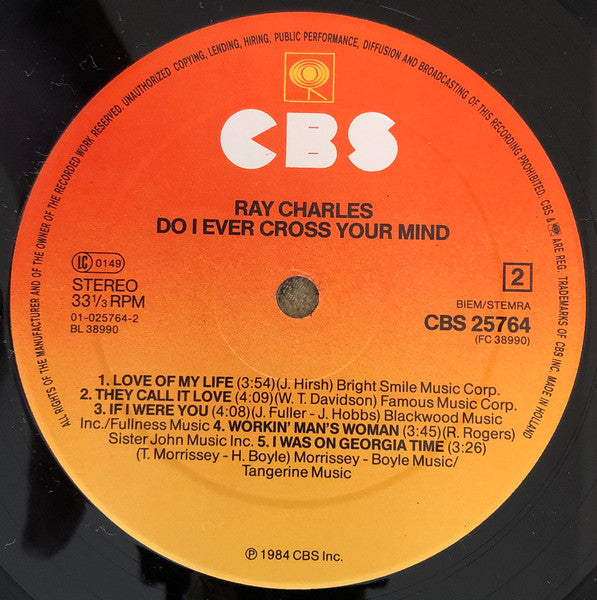 ALL RIGHTS OF THE MANUFACTURER AND OF THE OWNER OF THE RECORDED WORK RESERVED. UNAUTHORIZED COPYING, LENDING, HIRING, PUBLIC PERFORMANCE, DIFFUSION AND BROADCASTING OF THIS RECORDING PROHIBITED. CBS & ARE REG. TRADEMARKS OF CBS INC. MADE IN HOLLAND
CBS
RAY CHARLES
DO I EVER CROSS YOUR MIND
LC 0149
STEREO
33 1/3 RPM
01-025764-2
BL 38990
2
BIEM/STEMRA
CBS 25764
(FC 38990)
1. LOVE OF MY LIFE (3:54)(J. Hirsh) Bright Smile Music Corp.
2. THEY CALL IT LOVE (4:09)(W. T. Davidson) Famous Music Corp.
3. IF I WERE YOU (4:08)(J. Fuller - J. Hobbs) Blackwood Music
Inc./Fullness Music 4. WORKIN' MAN'S WOMAN (3:45)(R. Rogers)
Sister John Music Inc. 5. I WAS ON GEORGIA TIME (3:26)
(T. Morrissey - H. Boyle) Morrissey - Boyle Music/
Tangerine Music
℗ 1984 CBS Inc.